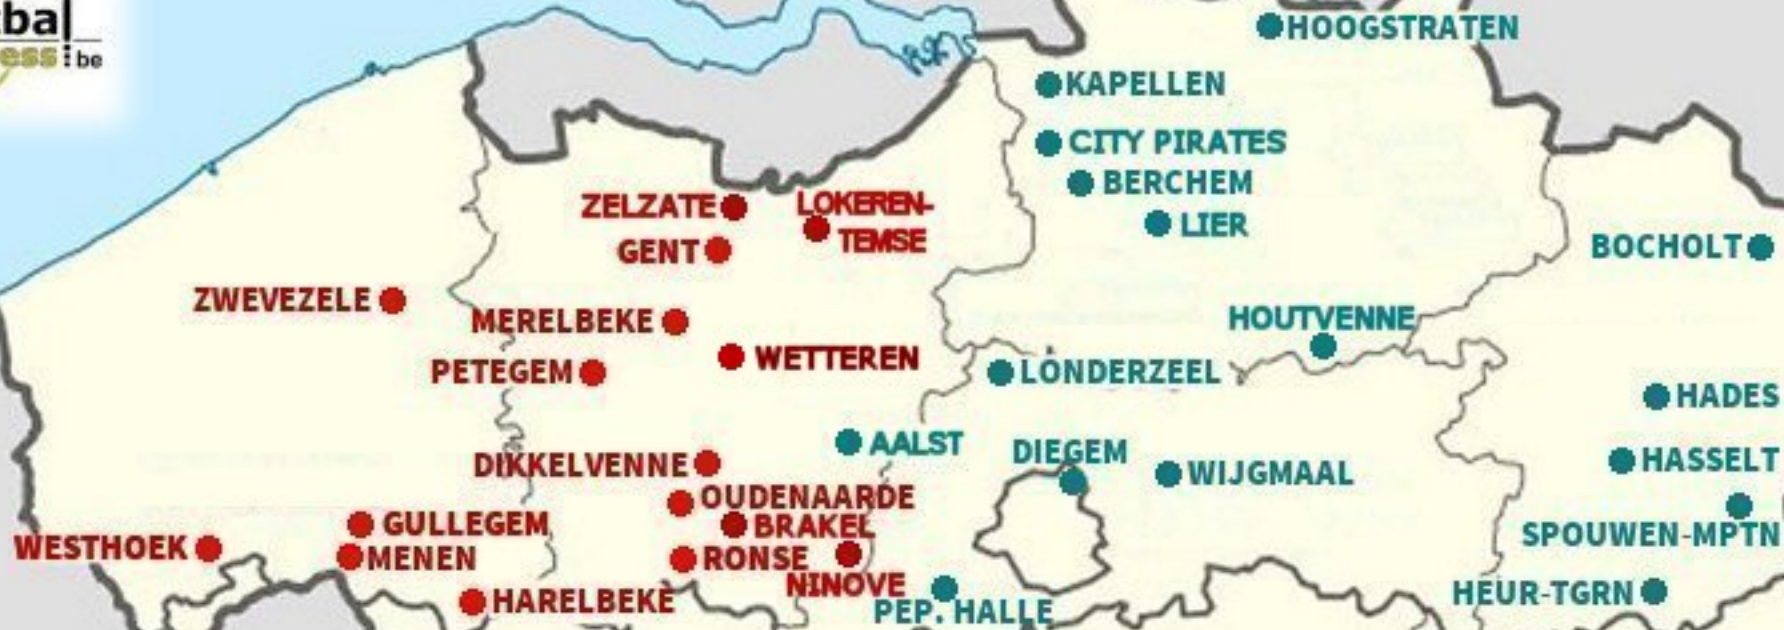 HOOGSTRATEN
ess:be
KAPELLEN
CITY PIRATES
BERCHEM
ZELZATE
LOKEREN-
TEMSE
LIER
GENT
BOCHOLT
ZWEVEZELE
MERELBEKE
HOUTVENNE
WETTEREN
PETEGEM
LONDERZEEL
HADES
AALST
DIEGEM
DIKKELVENNE
WIJGMAAL
HASSELT
OUDENAARDE
GULLEGEM
BRAKEL
SPOUWEN-MPTN
WESTHOEK
MENEN
RONSE
NINOVE
HARELBEKE
PEP. HALLE
HEUR-TGRN